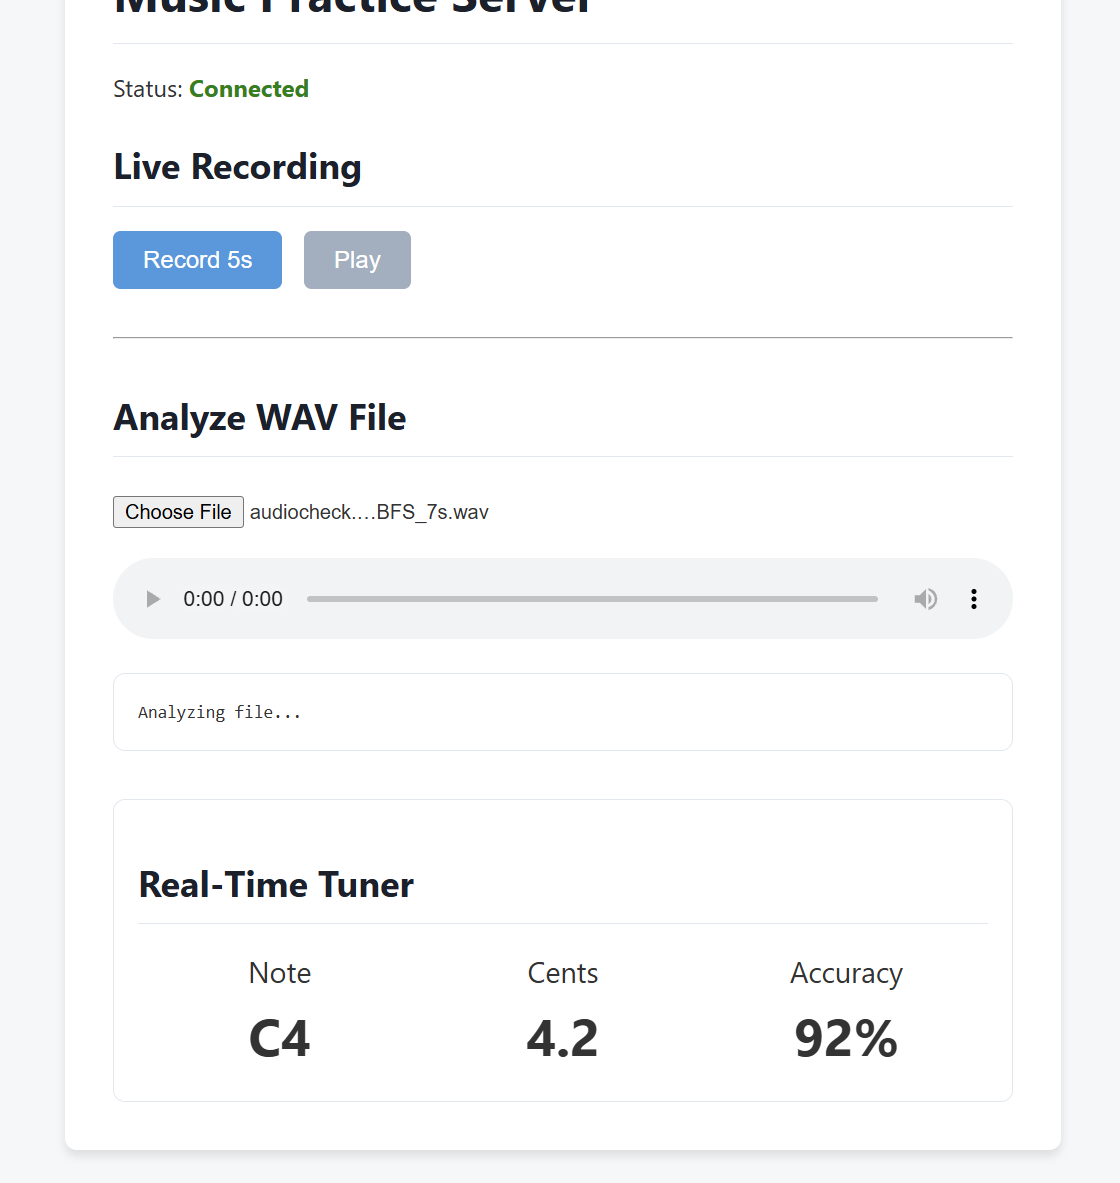 Music Practice Server
Status: Connected
Live Recording
Record 5s Play
Analyze WAV File
Choose File audiocheck....BFS_7s.wav
0:00 / 0:00
Analyzing file...
Real-Time Tuner
Note Cents Accuracy
C4 4.2 92%